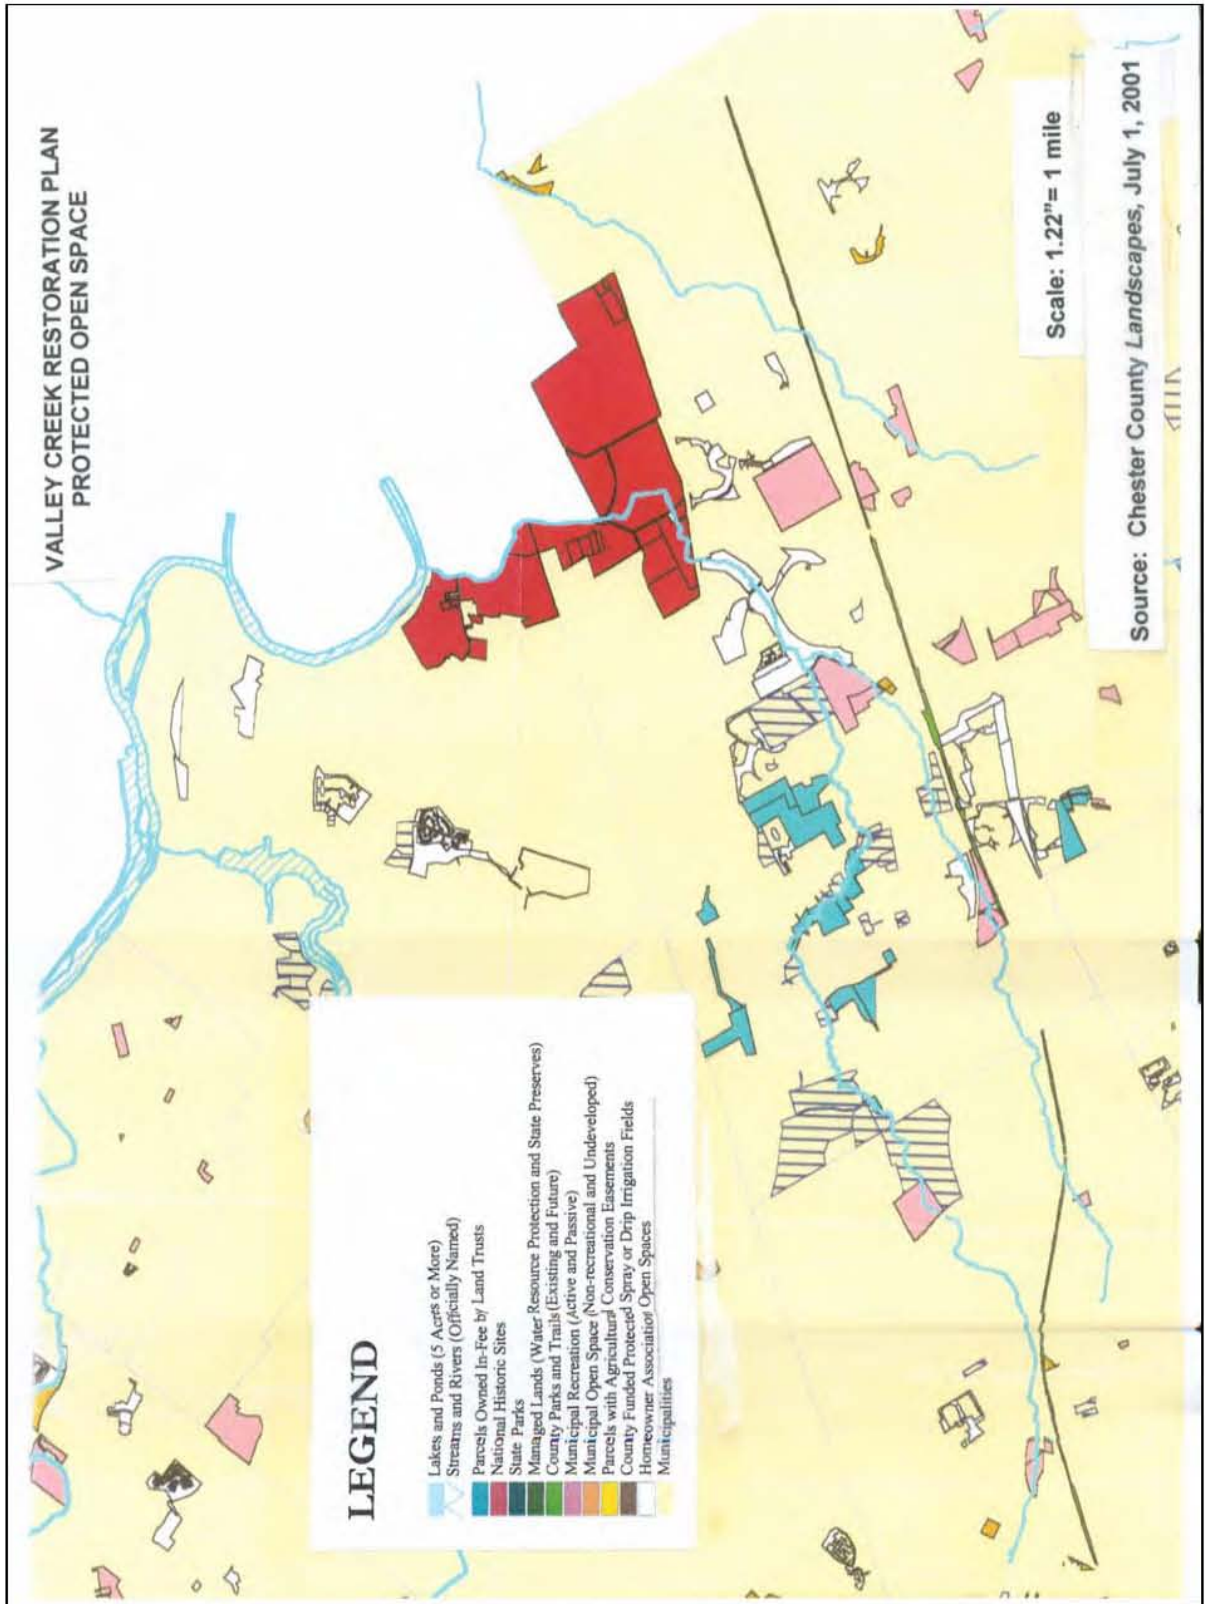 VALLEY CREEK RESTORATION PLAN
PROTECTED OPEN SPACE
LEGEND
Lakes and Ponds (5 Acres or More)
Streams and Rivers (Officially Named)
Parcels Owned In-Fee by Land Trusts
National Historic Sites
State Parks
Managed Lands (Water Resource Protection and State Preserves)
County Parks and Trails (Existing and Future)
Municipal Recreation (Active and Passive)
Municipal Open Space (Non-recreational and Undeveloped)
Parcels with Agricultural Conservation Easements
County Funded Protected Spray or Drip Irrigation Fields
Homeowner Association Open Spaces
Municipalities
Scale: 1.22"= 1 mile
Source: Chester County Landscapes, July 1, 2001